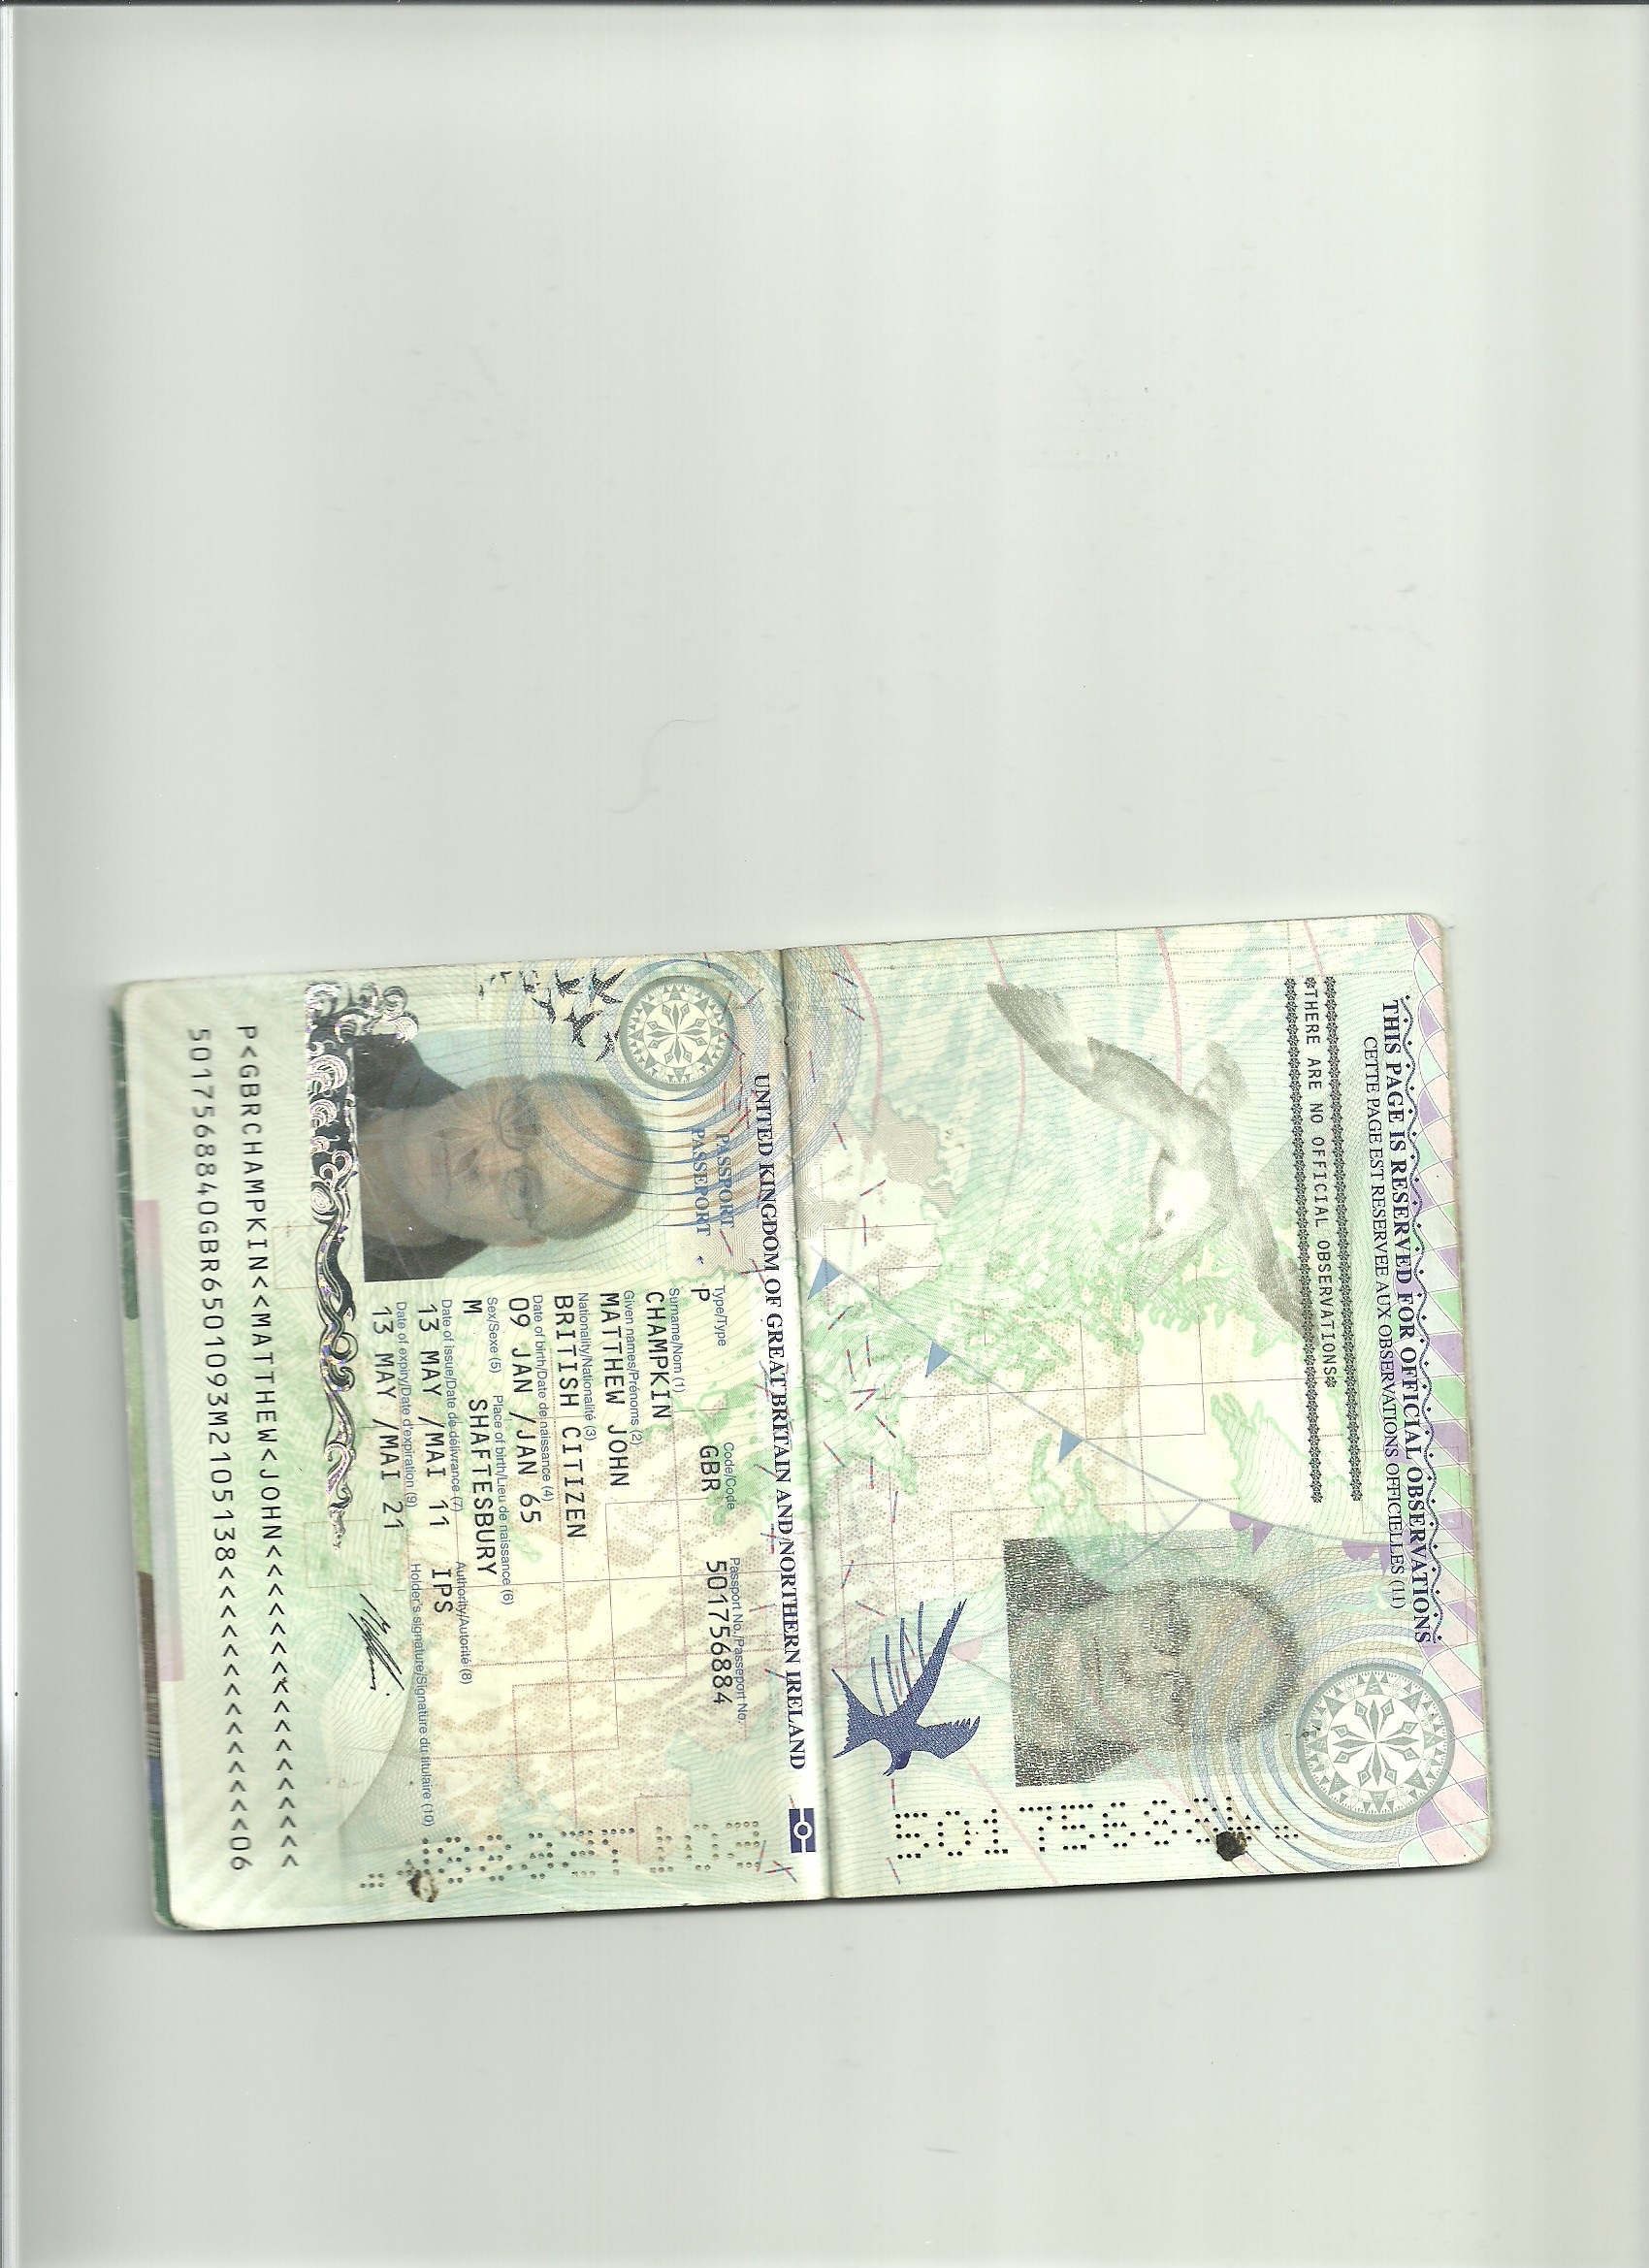 THIS PAGE IS RESERVED FOR OFFICIAL OBSERVATIONS
CETTE PAGE EST RESERVEE AUX OBSERVATIONS OFFICIELLES (11)
*THERE ARE NO OFFICIAL OBSERVATIONS*
UNITED KINGDOM OF GREAT BRITAIN AND NORTHERN IRELAND
PASSPORT
PASSEPORT
Type/Type Code/Code Passport No./Passeport No.
P GBR 501756884
Surname/Nom (1)
CHAMPKIN
Given names/Prénoms (2)
MATTHEW JOHN
Nationality/Nationalité (3)
BRITISH CITIZEN
Date of birth/Date de naissance (4)
09 JAN /JAN 65
Sex/Sexe (5) Place of birth/Lieu de naissance (6)
M SHAFTESBURY
Date of issue/Date de délivrance (7) Authority/Autorité (8)
13 MAY /MAI 11 IPS
Date of expiry/Date d'expiration (9) Holder's signature/Signature du titulaire (10)
13 MAY /MAI 21
P<GBRCHAMPKIN<<MATTHEW<JOHN<<<<<<<<<<<<<<<<<
5017568840GBR6501093M2105138<<<<<<<<<<<<<<06